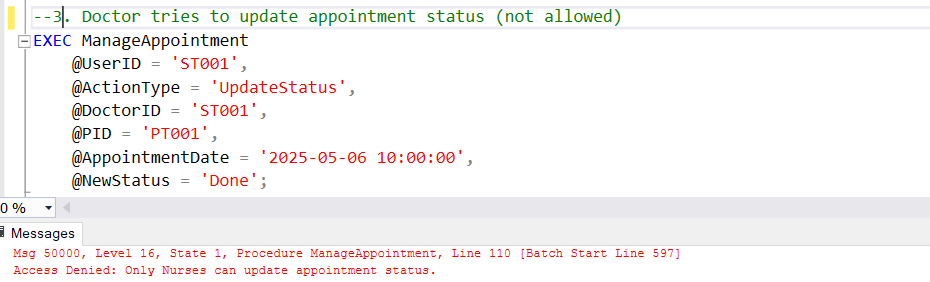 --3. Doctor tries to update appointment status (not allowed)
EXEC ManageAppointment
@UserID = 'ST001',
@ActionType = 'UpdateStatus',
@DoctorID = 'ST001',
@PID = 'PT001',
@AppointmentDate = '2025-05-06 10:00:00',
@NewStatus = 'Done';
0 %
Messages
Msg 50000, Level 16, State 1, Procedure ManageAppointment, Line 110 [Batch Start Line 597]
Access Denied: Only Nurses can update appointment status.